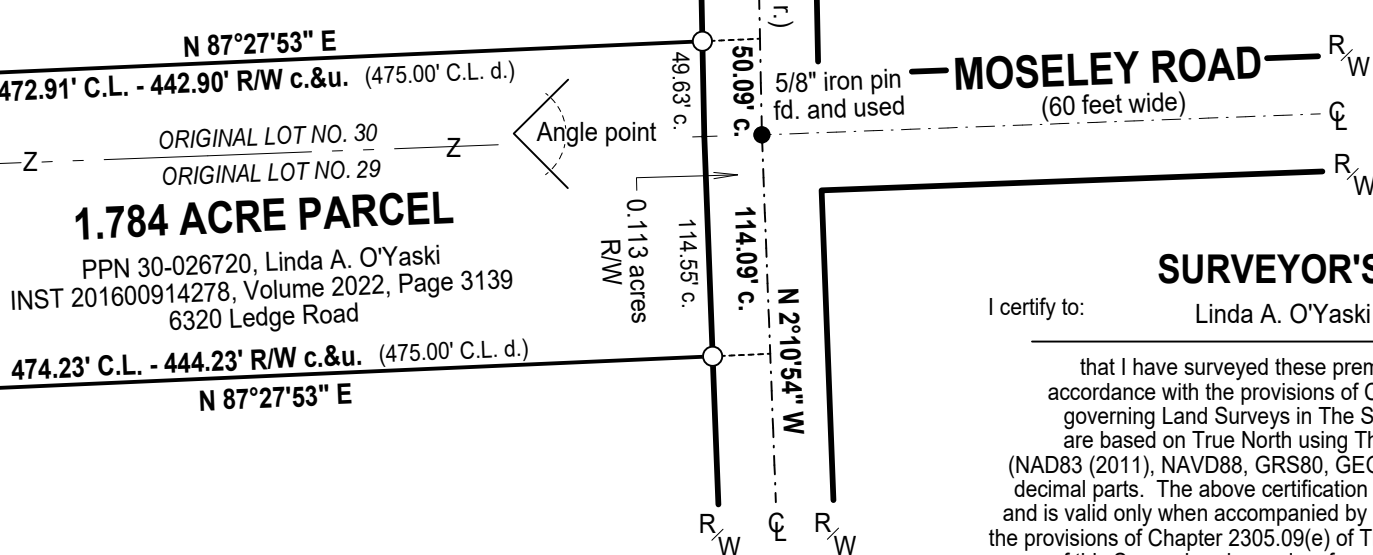 r.)
N 87°27'53" E
472.91' C.L. - 442.90' R/W c.&u. (475.00' C.L. d.)
49.63' c.
50.09' c.
5/8" iron pin
fd. and used
MOSELEY ROAD
(60 feet wide)
R/W
℄
R/W
ORIGINAL LOT NO. 30
Z
Z
ORIGINAL LOT NO. 29
Angle point
1.784 ACRE PARCEL
PPN 30-026720, Linda A. O'Yaski
INST 201600914278, Volume 2022, Page 3139
6320 Ledge Road
0.113 acres
R/W
114.55' c.
114.09' c.
N 2°10'54" W
474.23' C.L. - 444.23' R/W c.&u. (475.00' C.L. d.)
N 87°27'53" E
R/W
℄
R/W
SURVEYOR'S
I certify to:
Linda A. O'Yaski
that I have surveyed these prem
accordance with the provisions of C
governing Land Surveys in The S
are based on True North using Th
(NAD83 (2011), NAVD88, GRS80, GEO
decimal parts. The above certification
and is valid only when accompanied by
the provisions of Chapter 2305.09(e) of T